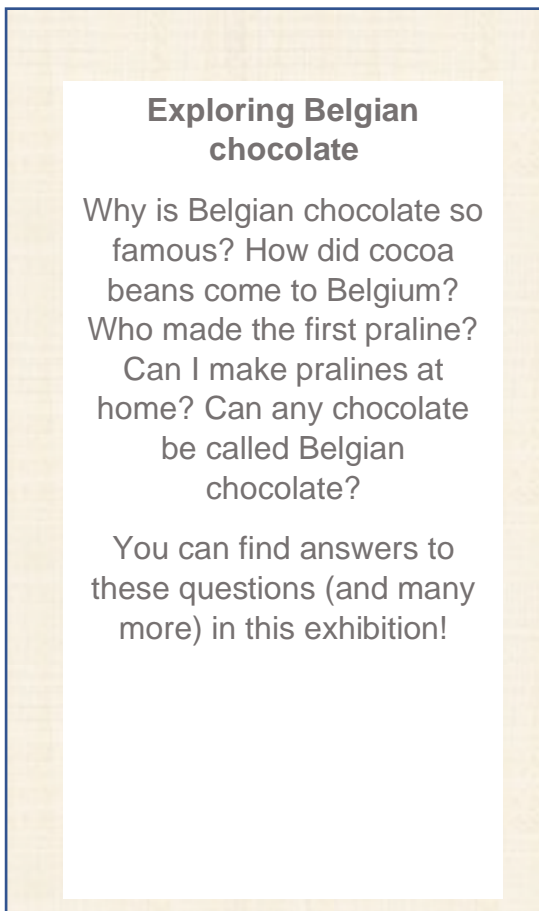 Exploring Belgian
chocolate
Why is Belgian chocolate so
famous? How did cocoa
beans come to Belgium?
Who made the first praline?
Can I make pralines at
home? Can any chocolate
be called Belgian
chocolate?
You can find answers to
these questions (and many
more) in this exhibition!